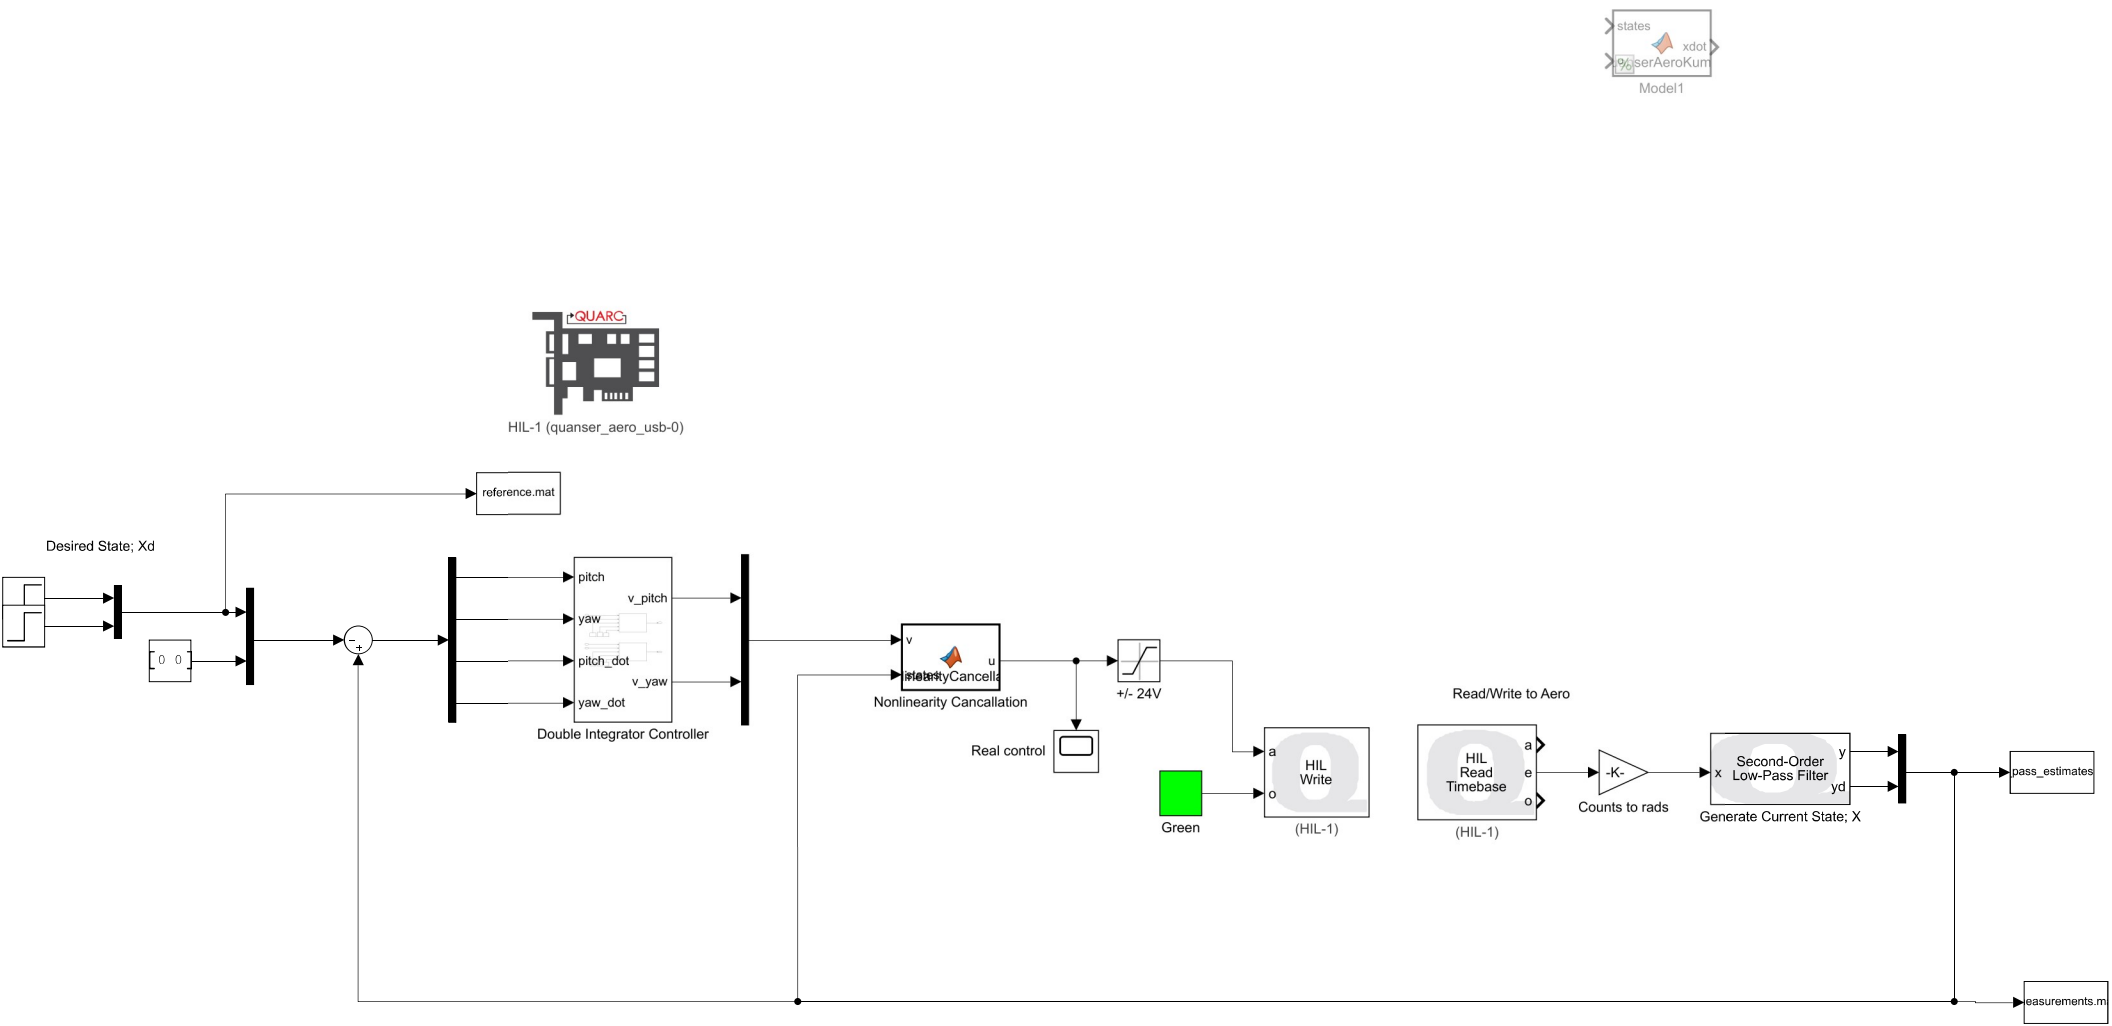 states
xdot
serAeroKum
Model1
QUARC
HIL-1 (quanser_aero_usb-0)
reference.mat
Desired State; Xd
0 0
-
+
pitch
yaw
pitch_dot
yaw_dot
v_pitch
v_yaw
Double Integrator Controller
v
states
u
inearityCancella
Nonlinearity Cancallation
Real control
+/- 24V
Green
a
o
HIL
Write
(HIL-1)
Read/Write to Aero
HIL
Read
Timebase
a
e
o
(HIL-1)
-K-
Counts to rads
x
Second-Order
Low-Pass Filter
y
yd
Generate Current State; X
pass_estimates
easurements.m